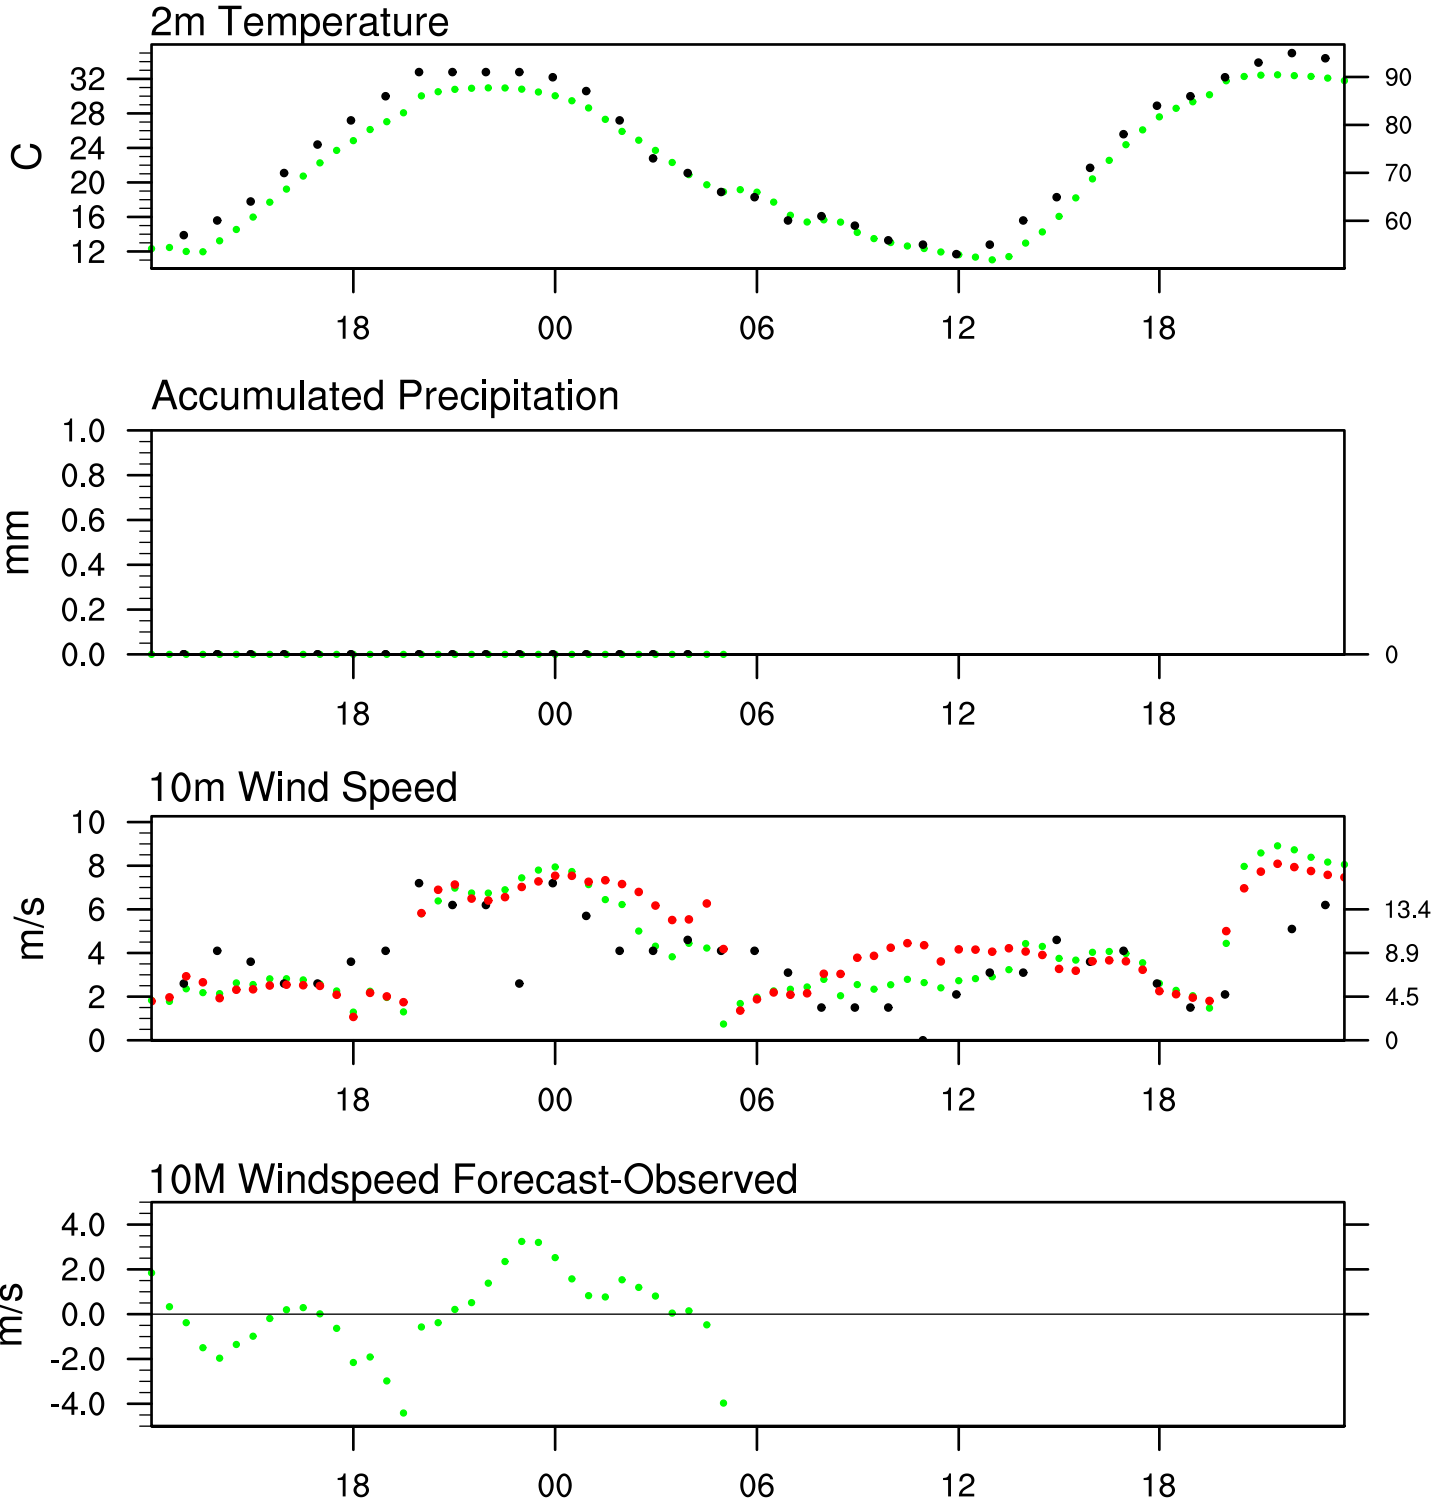 2m Temperature
C
32
28
24
20
16
12
90
80
70
60
18 00 06 12 18
Accumulated Precipitation
mm
1.0
0.8
0.6
0.4
0.2
0.0
0
18 00 06 12 18
10m Wind Speed
m/s
10
8
6
4
2
0
13.4
8.9
4.5
0
18 00 06 12 18
10M Windspeed Forecast-Observed
m/s
4.0
2.0
0.0
-2.0
-4.0
18 00 06 12 18